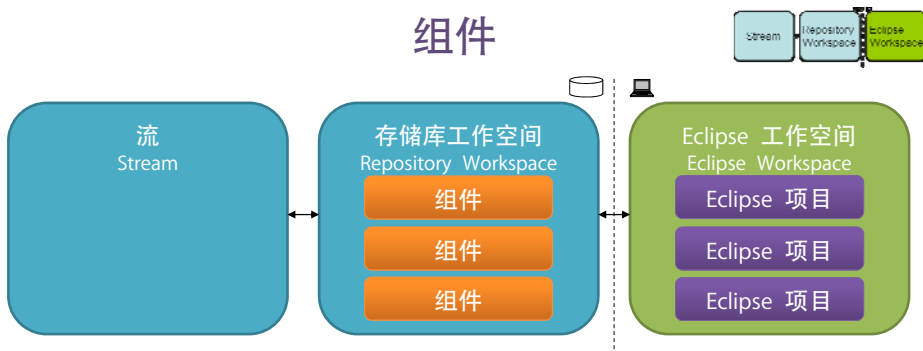 组件
Stream
Repository
Workspace
Eclipse
Workspace
流
Stream
存储库工作空间
Repository Workspace
组件
组件
组件
Eclipse 工作空间
Eclipse Workspace
Eclipse 项目
Eclipse 项目
Eclipse 项目